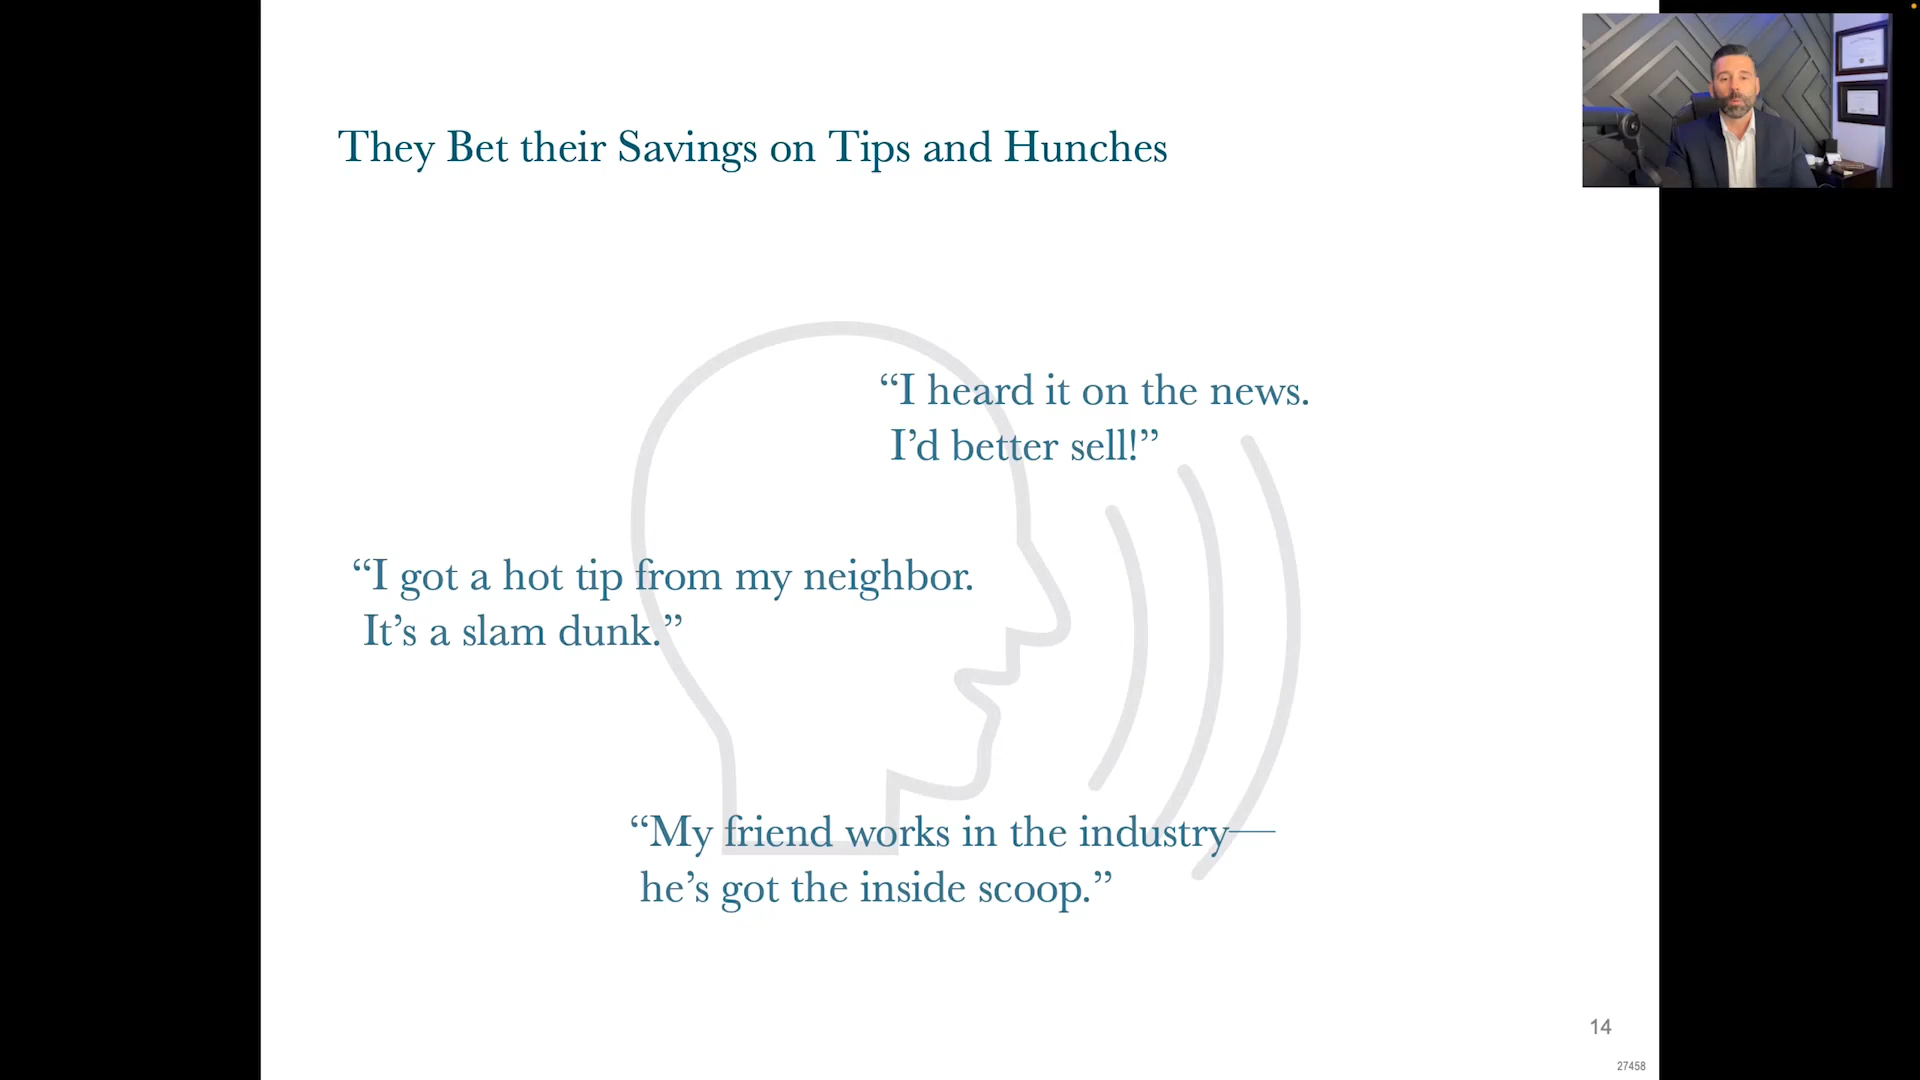 They Bet their Savings on Tips and Hunches
“I heard it on the news.
I’d better sell!”
“I got a hot tip from my neighbor.
It’s a slam dunk.”
“My friend works in the industry—
he’s got the inside scoop.”
14
27458